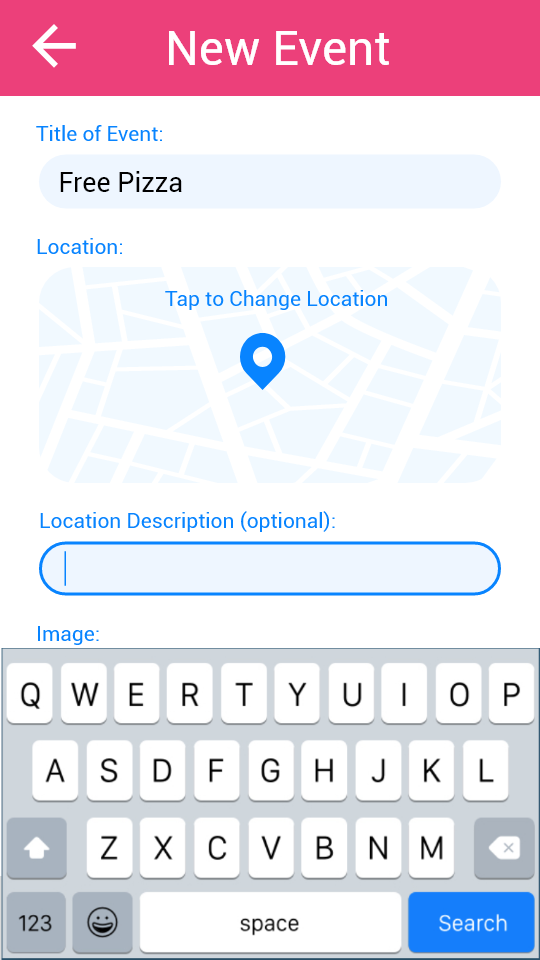 New Event
Title of Event:
Free Pizza
Location:
Tap to Change Location
Location Description (optional):
Image:
Q W E R T Y U I O P
A S D F G H J K L
Z X C V B N M
123 space Search